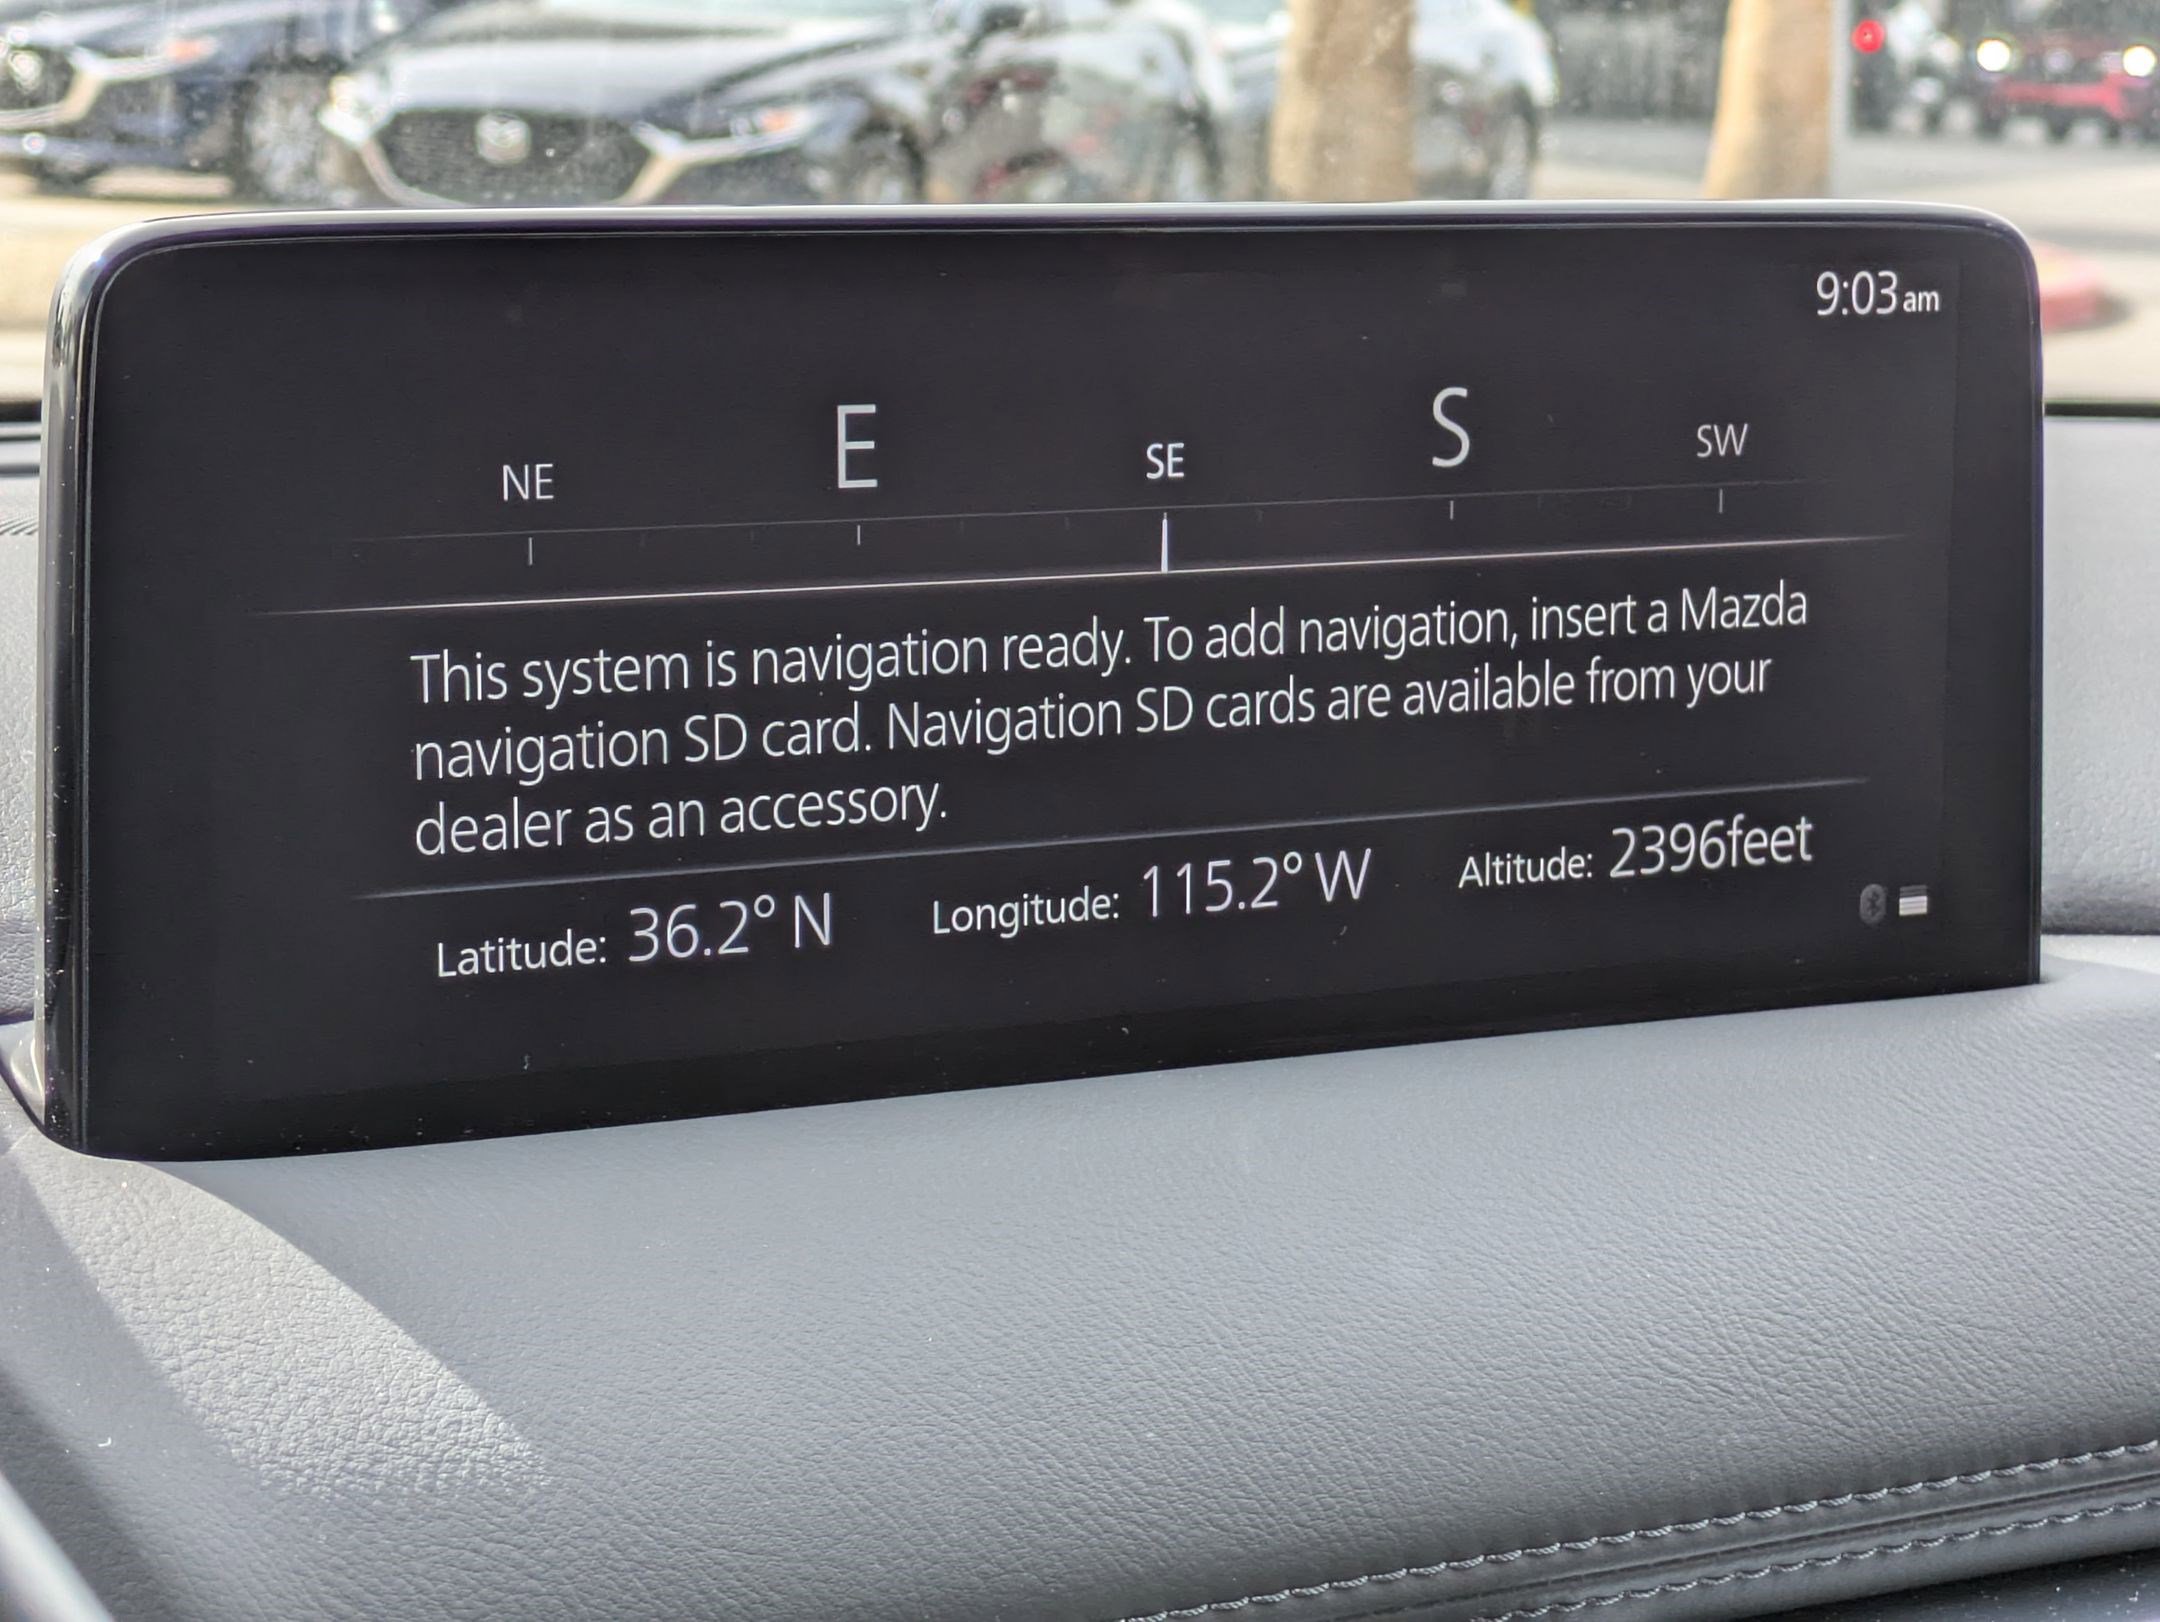 9:03am
NE E SE S SW
This system is navigation ready. To add navigation, insert a Mazda
navigation SD card. Navigation SD cards are available from your
dealer as an accessory.
Latitude: 36.2° N Longitude: 115.2° W Altitude: 2396feet